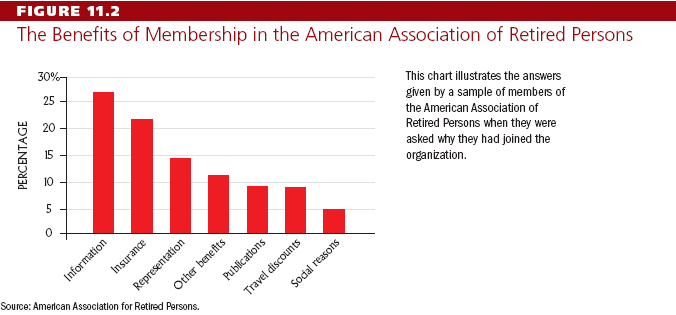 FIGURE 11.2
The Benefits of Membership in the American Association of Retired Persons
30%
25
20
15
10
5
0
PERCENTAGE
Information
Insurance
Representation
Other benefits
Publications
Travel discounts
Social reasons
This chart illustrates the answers
given by a sample of members of
the American Association of
Retired Persons when they were
asked why they had joined the
organization.
Source: American Association for Retired Persons.